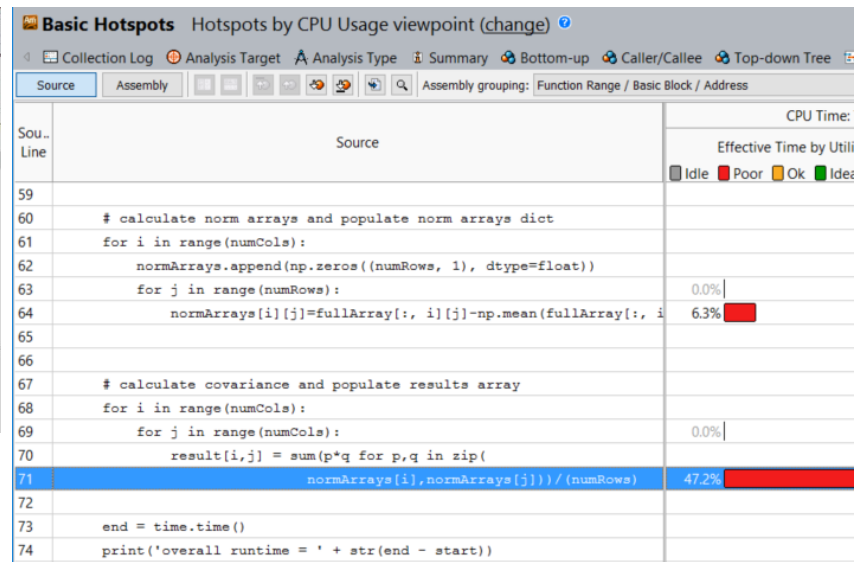 Basic Hotspots Hotspots by CPU Usage viewpoint (change)
Collection Log Analysis Target Analysis Type Summary Bottom-up Caller/Callee Top-down Tree
Source Assembly Assembly grouping: Function Range / Basic Block / Address
Sou.. Line Source CPU Time:
Effective Time by Utili
Idle Poor Ok Idea
59
60 # calculate norm arrays and populate norm arrays dict
61 for i in range(numCols):
62 normArrays.append(np.zeros((numRows, 1), dtype=float))
63 for j in range(numRows): 0.0%
64 normArrays[i][j]=fullArray[:, i][j]-np.mean(fullArray[:, i 6.3%
65
66
67 # calculate covariance and populate results array
68 for i in range(numCols):
69 for j in range(numCols): 0.0%
70 result[i,j] = sum(p*q for p,q in zip(
71 normArrays[i],normArrays[j]))/(numRows) 47.2%
72
73 end = time.time()
74 print('overall runtime = ' + str(end - start))